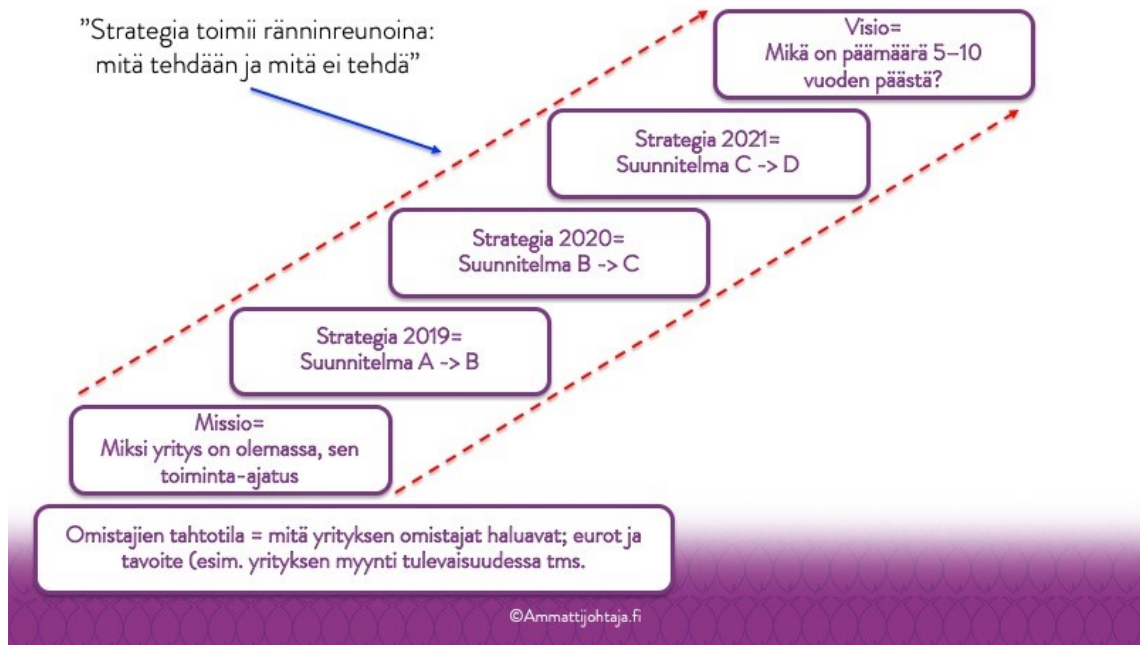 ”Strategia toimii ränninreunoina:
mitä tehdään ja mitä ei tehdä”
Visio=
Mikä on päämäärä 5–10
vuoden päästä?
Strategia 2021=
Suunnitelma C -> D
Strategia 2020=
Suunnitelma B -> C
Strategia 2019=
Suunnitelma A -> B
Missio=
Miksi yritys on olemassa, sen
toiminta-ajatus
Omistajien tahtotila = mitä yrityksen omistajat haluavat; eurot ja
tavoite (esim. yrityksen myynti tulevaisuudessa tms.
©Ammattijohtaja.fi